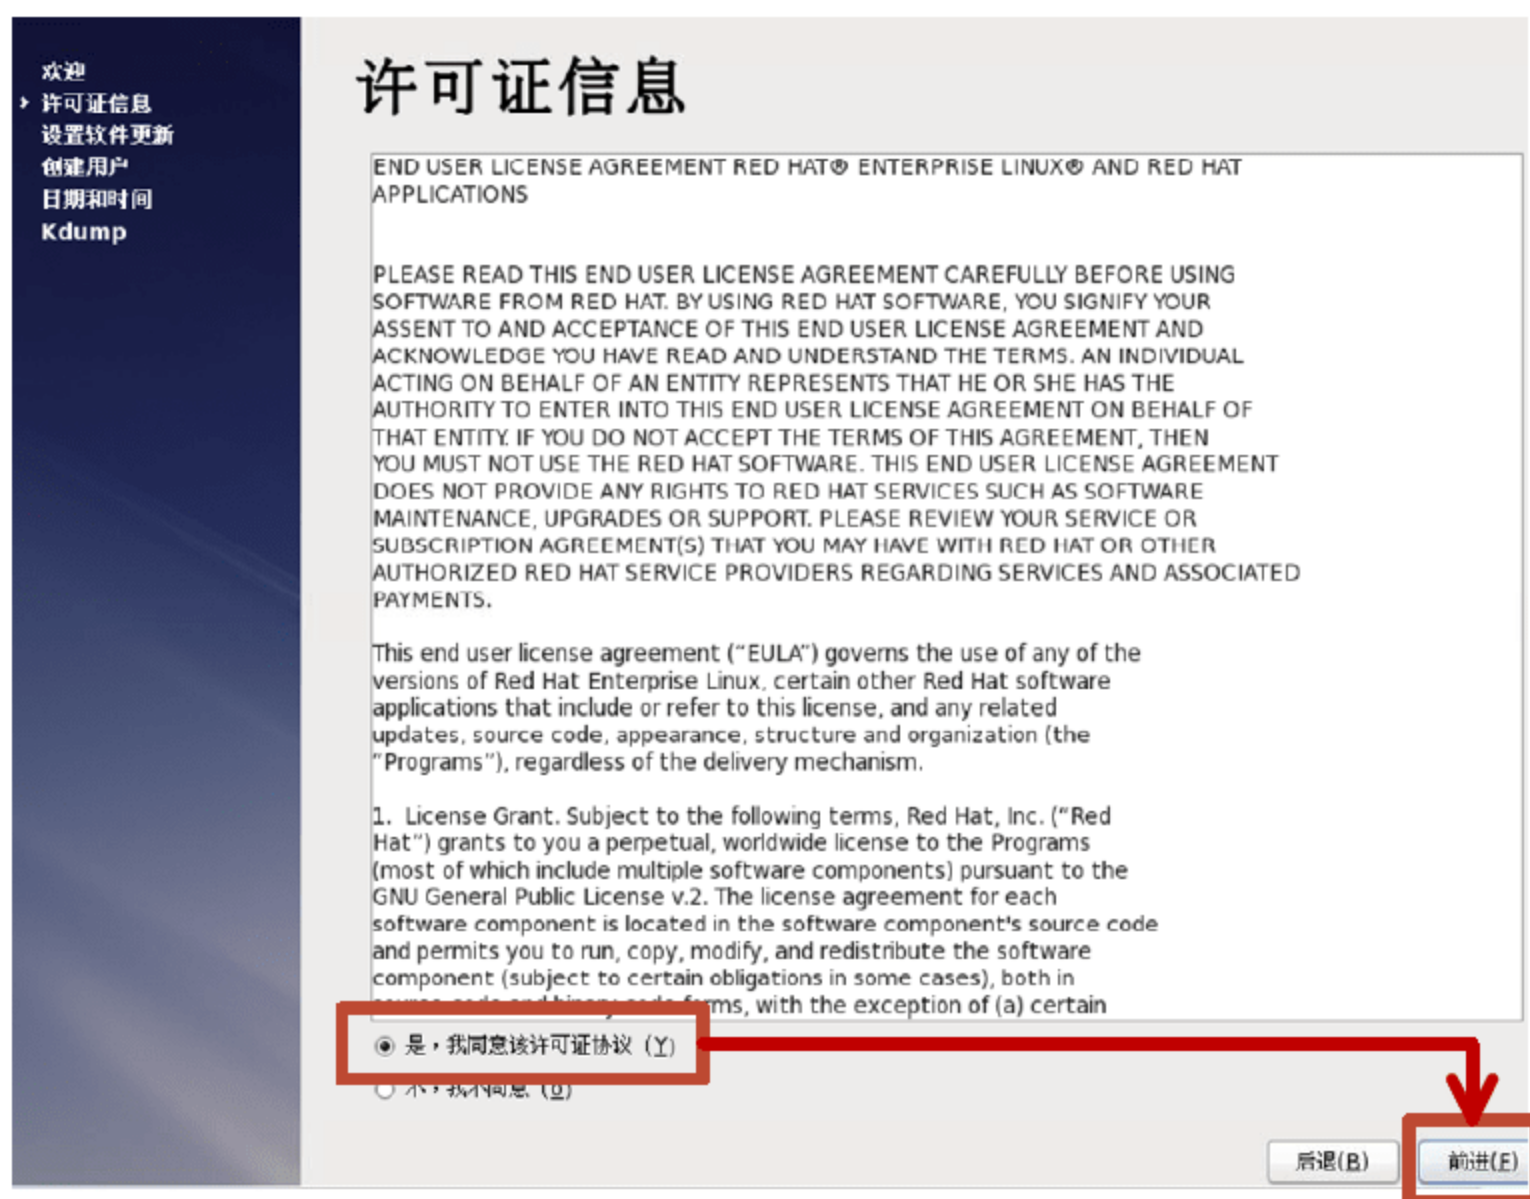 欢迎
许可证信息
设置软件更新
创建用户
日期和时间
Kdump
许可证信息
END USER LICENSE AGREEMENT RED HAT® ENTERPRISE LINUX® AND RED HAT
APPLICATIONS
PLEASE READ THIS END USER LICENSE AGREEMENT CAREFULLY BEFORE USING
SOFTWARE FROM RED HAT. BY USING RED HAT SOFTWARE, YOU SIGNIFY YOUR
ASSENT TO AND ACCEPTANCE OF THIS END USER LICENSE AGREEMENT AND
ACKNOWLEDGE YOU HAVE READ AND UNDERSTAND THE TERMS. AN INDIVIDUAL
ACTING ON BEHALF OF AN ENTITY REPRESENTS THAT HE OR SHE HAS THE
AUTHORITY TO ENTER INTO THIS END USER LICENSE AGREEMENT ON BEHALF OF
THAT ENTITY. IF YOU DO NOT ACCEPT THE TERMS OF THIS AGREEMENT, THEN
YOU MUST NOT USE THE RED HAT SOFTWARE. THIS END USER LICENSE AGREEMENT
DOES NOT PROVIDE ANY RIGHTS TO RED HAT SERVICES SUCH AS SOFTWARE
MAINTENANCE, UPGRADES OR SUPPORT. PLEASE REVIEW YOUR SERVICE OR
SUBSCRIPTION AGREEMENT(S) THAT YOU MAY HAVE WITH RED HAT OR OTHER
AUTHORIZED RED HAT SERVICE PROVIDERS REGARDING SERVICES AND ASSOCIATED
PAYMENTS.
This end user license agreement (“EULA”) governs the use of any of the
versions of Red Hat Enterprise Linux, certain other Red Hat software
applications that include or refer to this license, and any related
updates, source code, appearance, structure and organization (the
“Programs”), regardless of the delivery mechanism.
1. License Grant. Subject to the following terms, Red Hat, Inc. (“Red
Hat”) grants to you a perpetual, worldwide license to the Programs
(most of which include multiple software components) pursuant to the
GNU General Public License v.2. The license agreement for each
software component is located in the software component's source code
and permits you to run, copy, modify, and redistribute the software
component (subject to certain obligations in some cases), both in
source code and binary code forms, with the exception of (a) certain
是，我同意该许可证协议（Y)
不，我不同意（o)
后退(B)
前进(F)